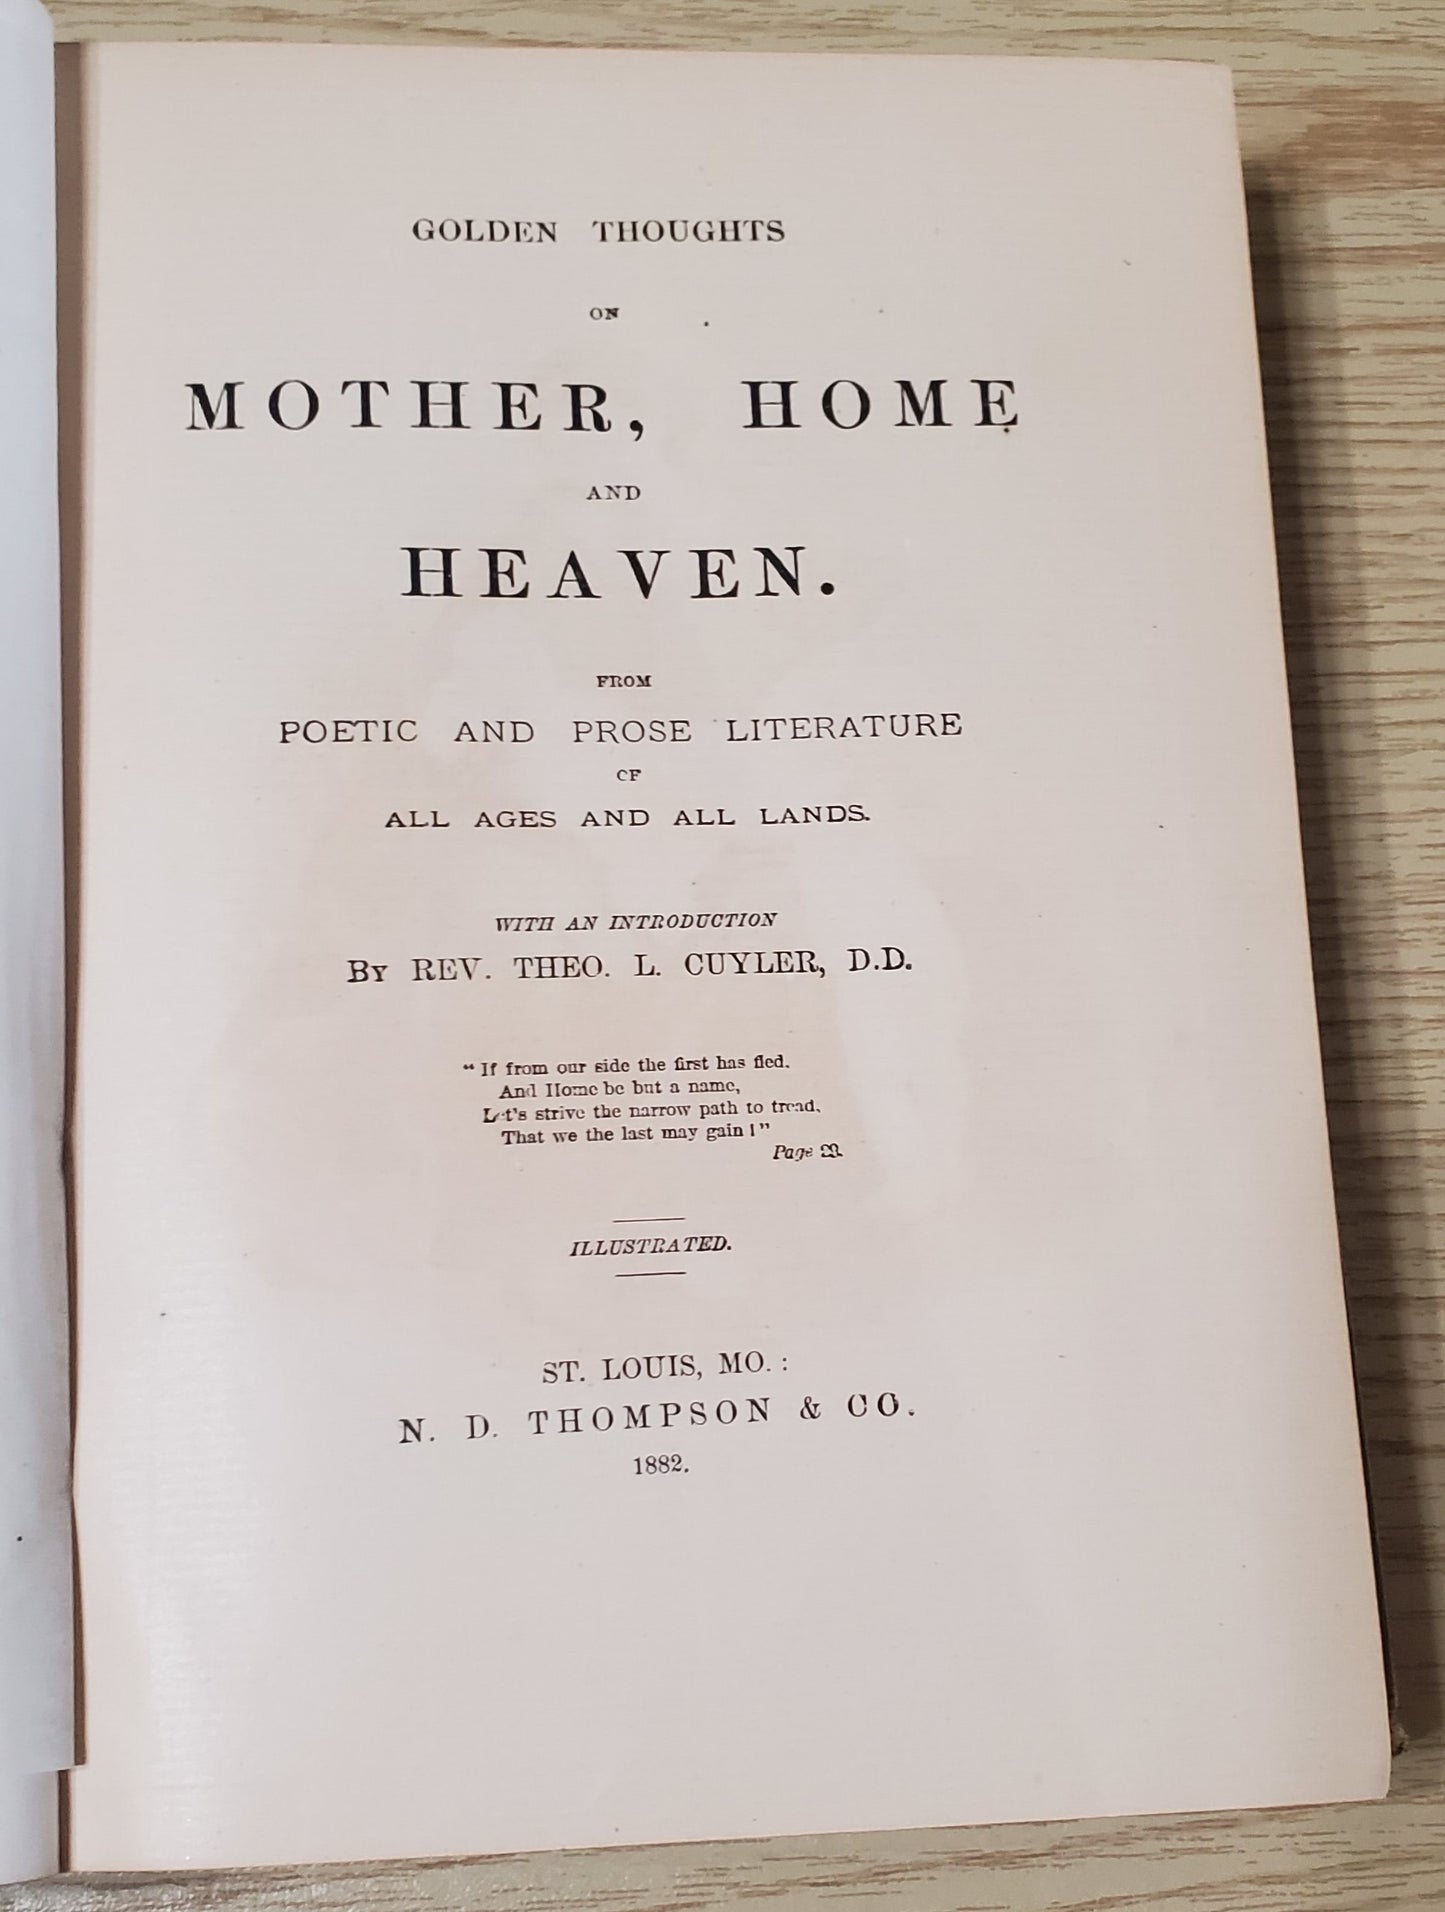 GOLDEN THOUGHTS
ON
MOTHER, HOME
AND
HEAVEN.
FROM
POETIC AND PROSE LITERATURE
OF
ALL AGES AND ALL LANDS.
WITH AN INTRODUCTION
BY REV. THEO. L. CUYLER, D.D.
“If from our side the first has fled,
And Home be but a name,
Let's strive the narrow path to tread,
That we the last may gain!”
Page
ILLUSTRATED.
ST. LOUIS, MO.:
N. D. THOMPSON & CO.
1882.